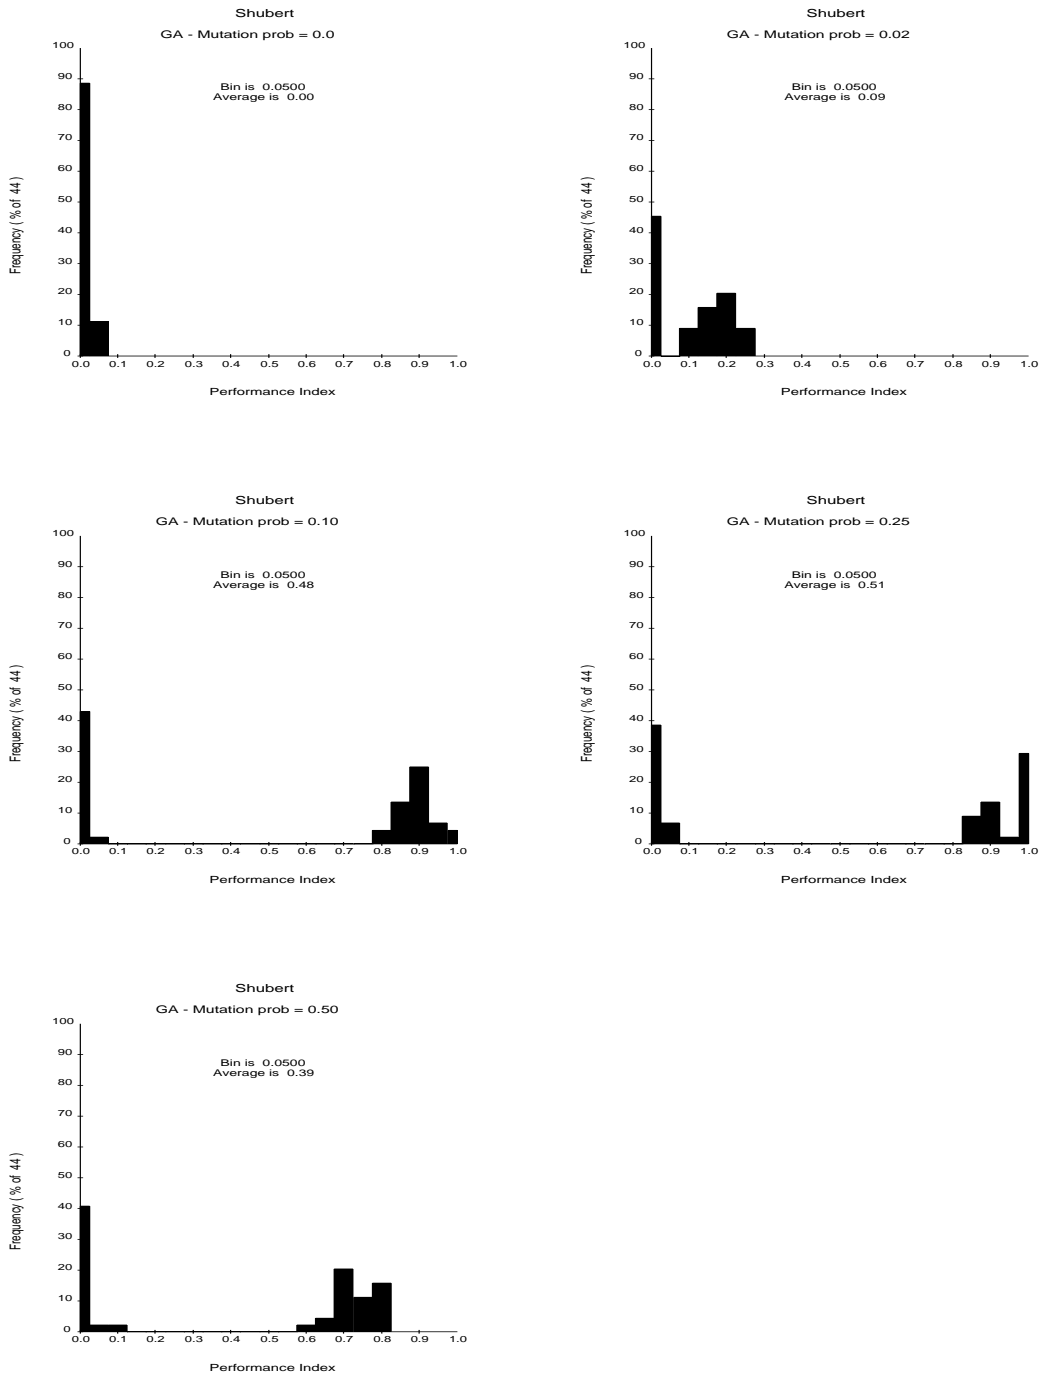 Shubert
GA - Mutation prob = 0.0
Bin is 0.0500
Average is 0.00
Frequency ( % of 44 )
100
90
80
70
60
50
40
30
20
10
0
0.0 0.1 0.2 0.3 0.4 0.5 0.6 0.7 0.8 0.9 1.0
Performance Index
Shubert
GA - Mutation prob = 0.02
Bin is 0.0500
Average is 0.09
Frequency ( % of 44 )
100
90
80
70
60
50
40
30
20
10
0
0.0 0.1 0.2 0.3 0.4 0.5 0.6 0.7 0.8 0.9 1.0
Performance Index
Shubert
GA - Mutation prob = 0.10
Bin is 0.0500
Average is 0.48
Frequency ( % of 44 )
100
90
80
70
60
50
40
30
20
10
0
0.0 0.1 0.2 0.3 0.4 0.5 0.6 0.7 0.8 0.9 1.0
Performance Index
Shubert
GA - Mutation prob = 0.25
Bin is 0.0500
Average is 0.51
Frequency ( % of 44 )
100
90
80
70
60
50
40
30
20
10
0
0.0 0.1 0.2 0.3 0.4 0.5 0.6 0.7 0.8 0.9 1.0
Performance Index
Shubert
GA - Mutation prob = 0.50
Bin is 0.0500
Average is 0.39
Frequency ( % of 44 )
100
90
80
70
60
50
40
30
20
10
0
0.0 0.1 0.2 0.3 0.4 0.5 0.6 0.7 0.8 0.9 1.0
Performance Index